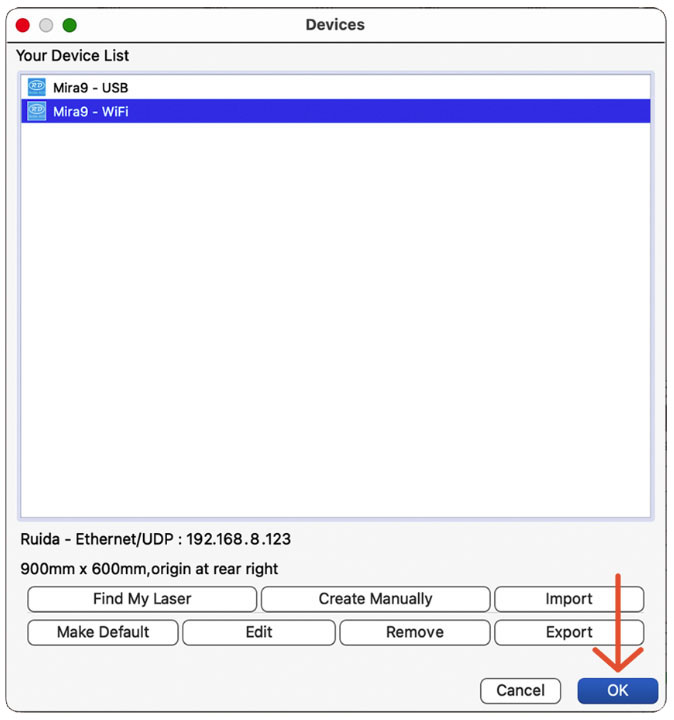 Devices
Your Device List
Mira9 - USB
Mira9 - WiFi
Ruida - Ethernet/UDP : 192.168.8.123
900mm x 600mm,origin at rear right
Find My Laser Create Manually Import
Make Default Edit Remove Export
Cancel OK